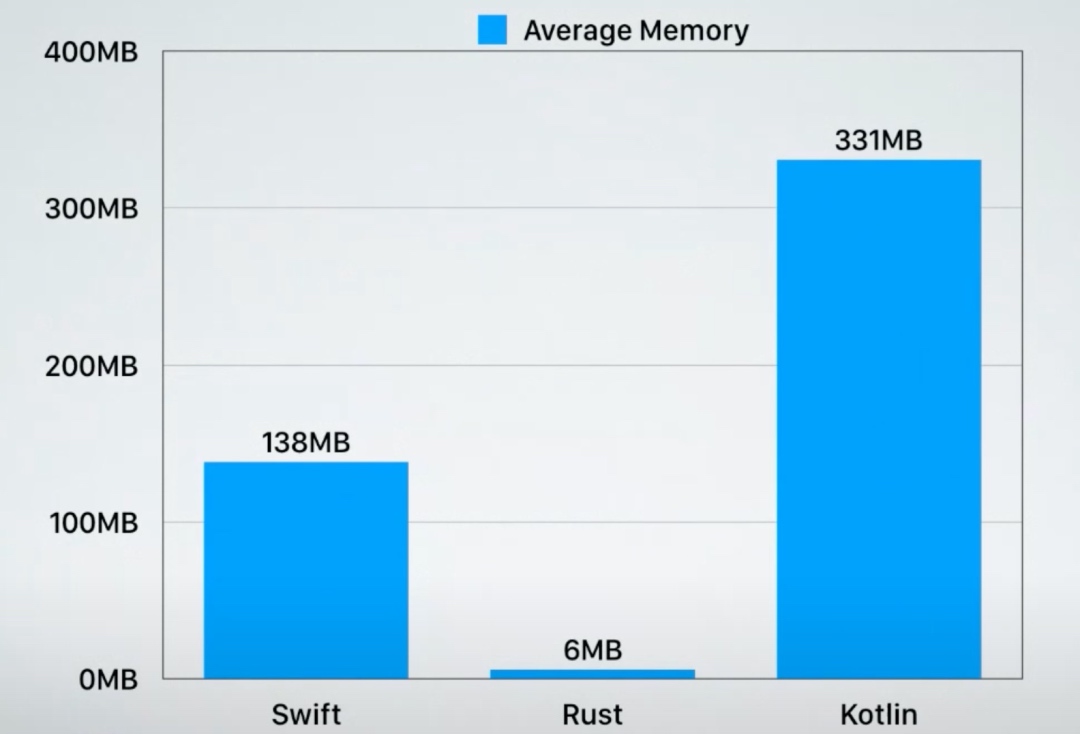 Average Memory
400MB
300MB
200MB
100MB
0MB
138MB
6MB
331MB
Swift
Rust
Kotlin